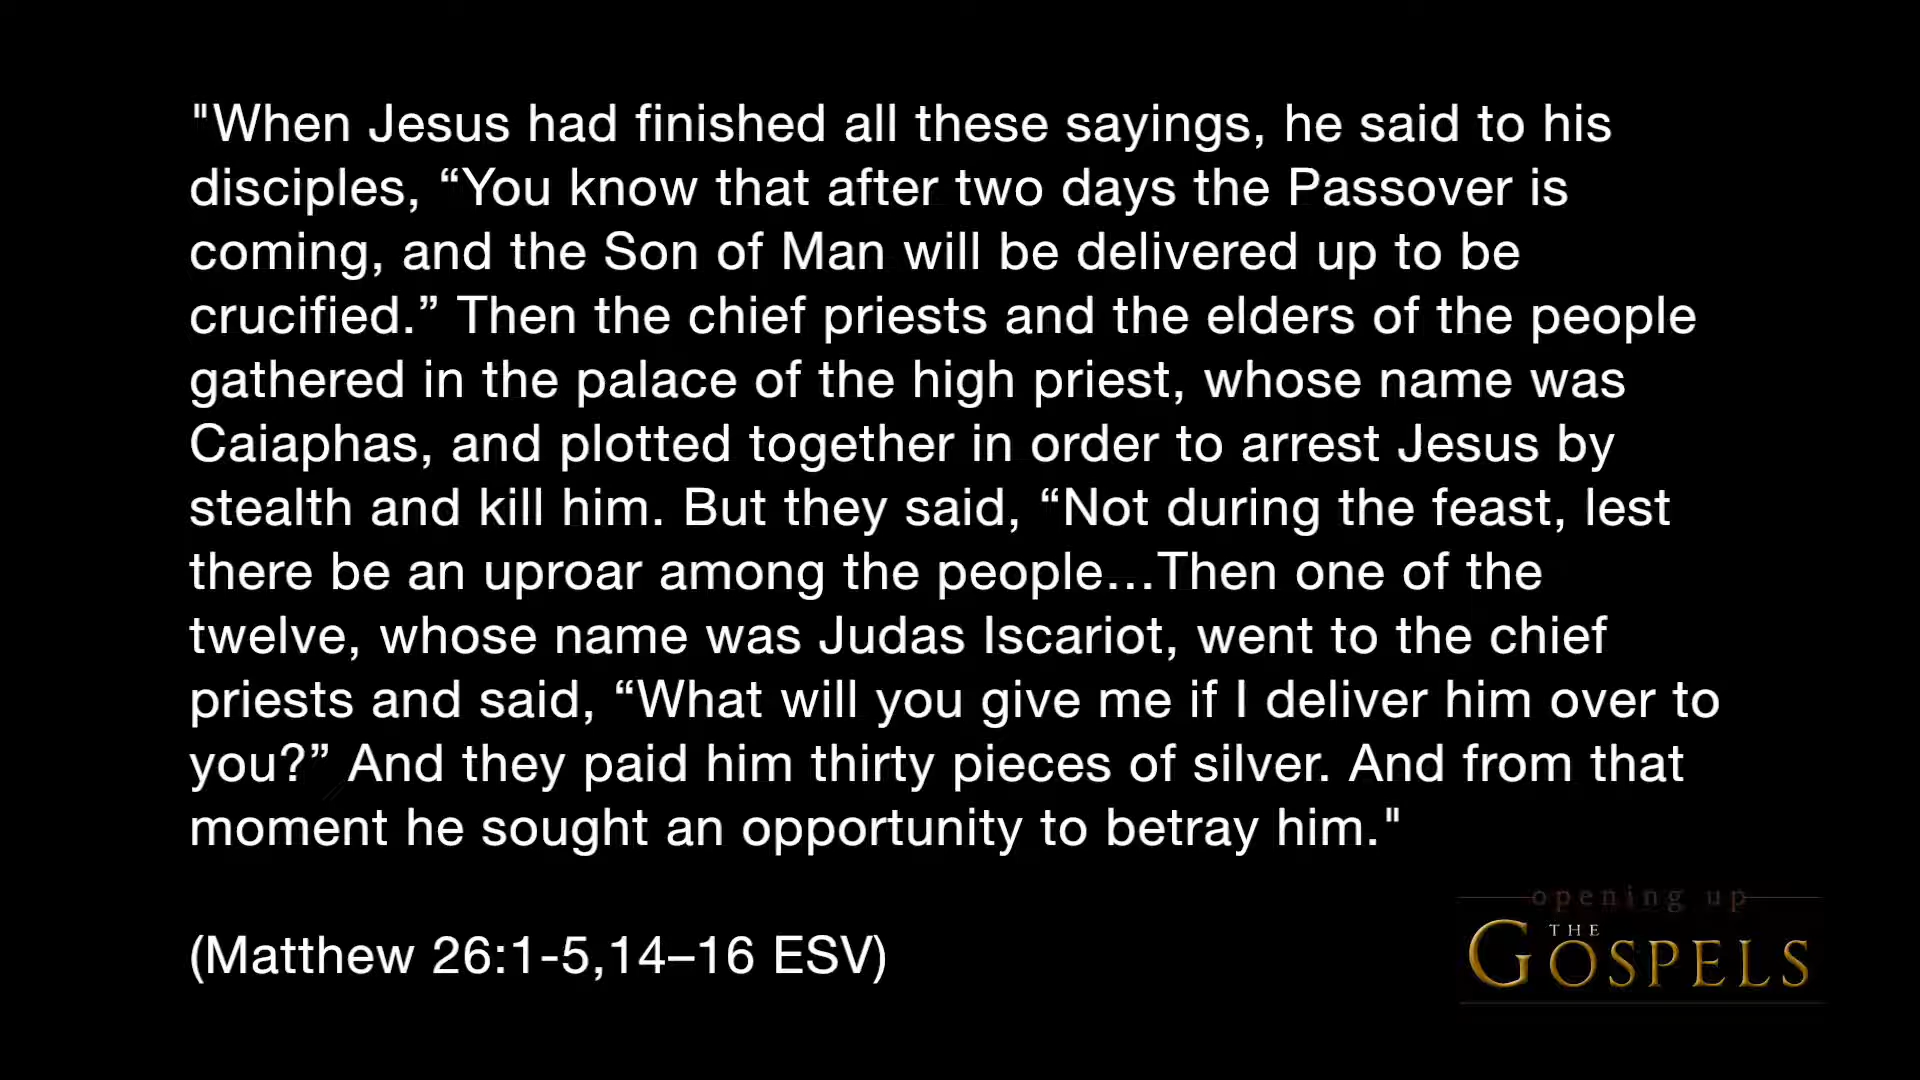 "When Jesus had finished all these sayings, he said to his
disciples, “You know that after two days the Passover is
coming, and the Son of Man will be delivered up to be
crucified.” Then the chief priests and the elders of the people
gathered in the palace of the high priest, whose name was
Caiaphas, and plotted together in order to arrest Jesus by
stealth and kill him. But they said, “Not during the feast, lest
there be an uproar among the people...Then one of the
twelve, whose name was Judas Iscariot, went to the chief
priests and said, “What will you give me if I deliver him over to
you?” And they paid him thirty pieces of silver. And from that
moment he sought an opportunity to betray him."
(Matthew 26:1-5,14–16 ESV)
opening up
THE
GOSPELS